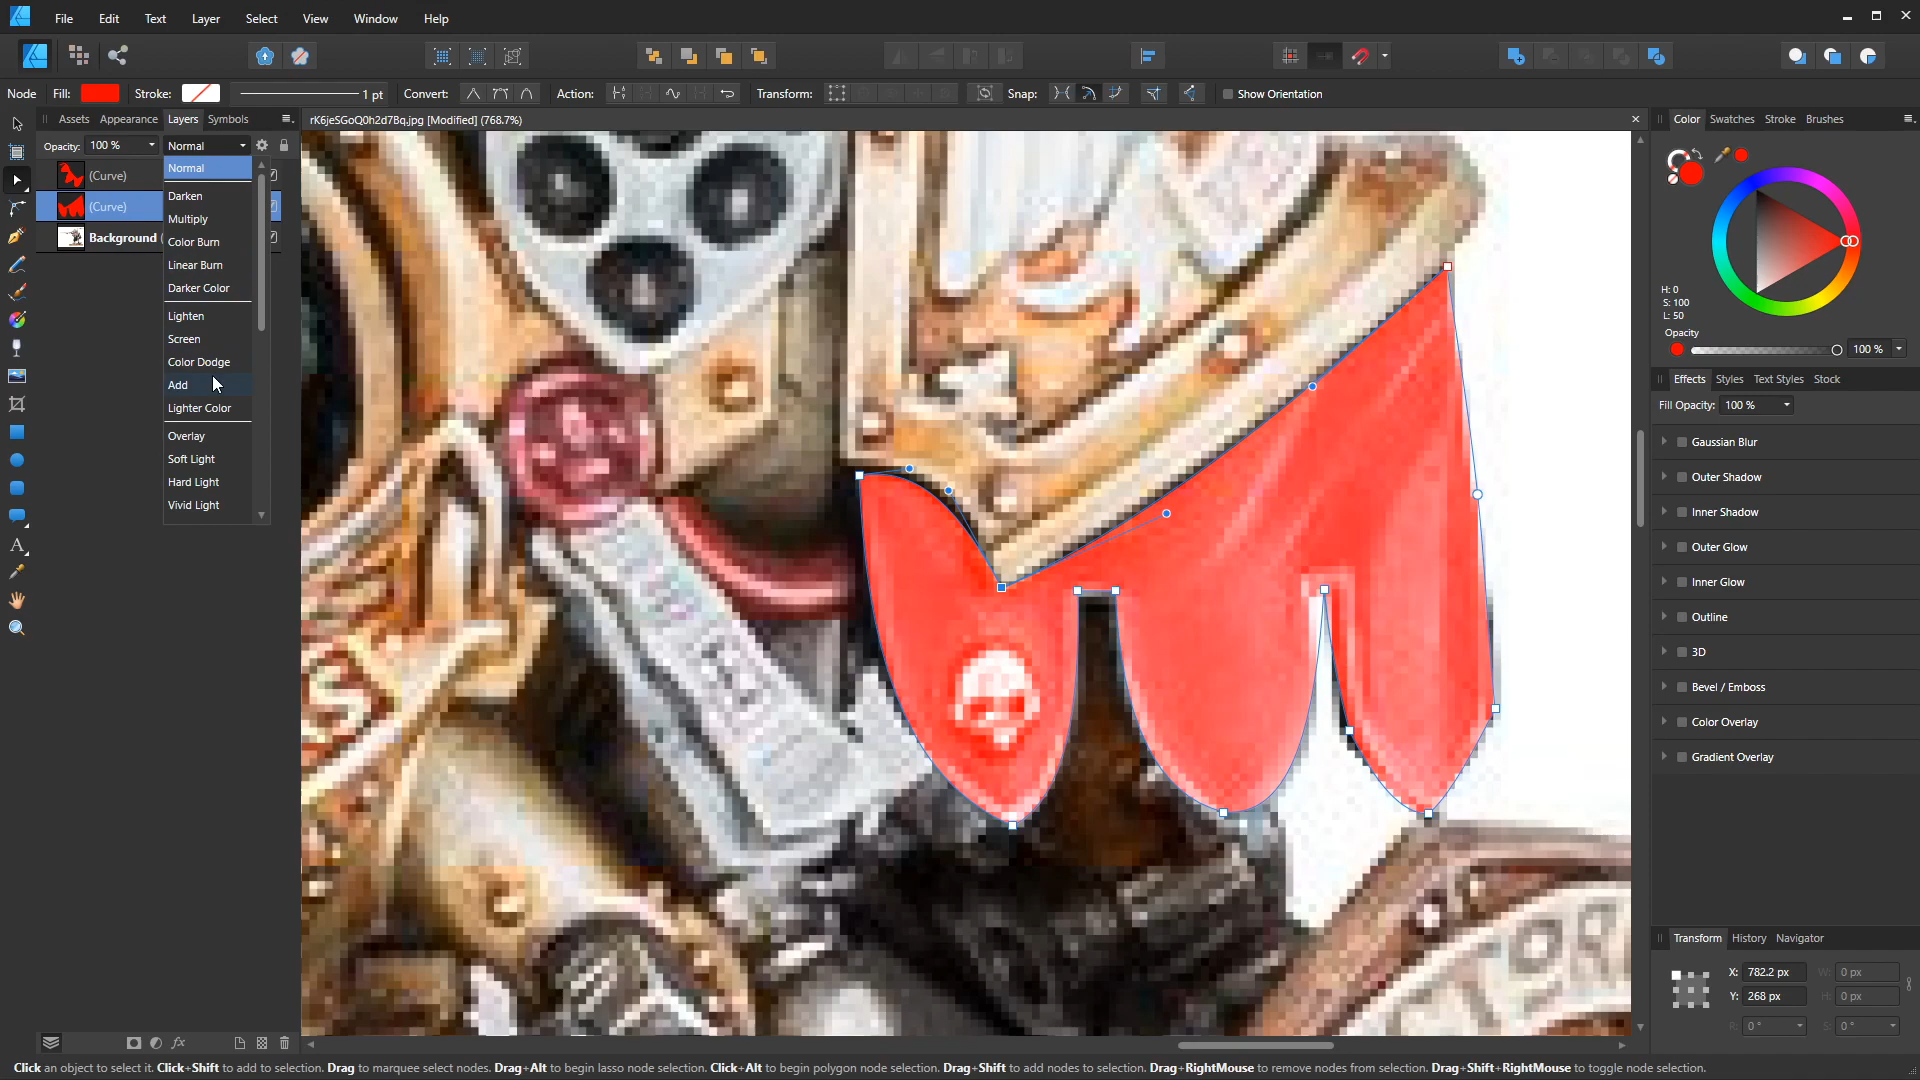 File Edit Text Layer Select View Window Help
Node Fill: Stroke: 1 pt Convert: Action: Transform: Snap: Show Orientation
Assets Appearance Layers Symbols
rK6jeSGoQ0h2d7Bq.jpg [Modified] (768.7%)
Color Swatches Stroke Brushes
Opacity: 100 % Normal
(Curve)
(Curve)
Background (
Normal
Darken
Multiply
Color Burn
Linear Burn
Darker Color
Lighten
Screen
Color Dodge
Add
Lighter Color
Overlay
Soft Light
Hard Light
Vivid Light
H: 0
S: 100
L: 50
Opacity
100 %
Effects Styles Text Styles Stock
Fill Opacity: 100 %
Gaussian Blur
Outer Shadow
Inner Shadow
Outer Glow
Inner Glow
Outline
3D
Bevel / Emboss
Color Overlay
Gradient Overlay
Transform History Navigator
X: 782.2 px W: 0 px
Y: 268 px H: 0 px
R: 0 ° S: 0 °
Click an object to select it. Click+Shift to add to selection. Drag to marquee select nodes. Drag+Alt to begin lasso node selection. Click+Alt to begin polygon node selection. Drag+Shift to add nodes to selection. Drag+RightMouse to remove nodes from selection. Drag+Shift+RightMouse to toggle node selection.